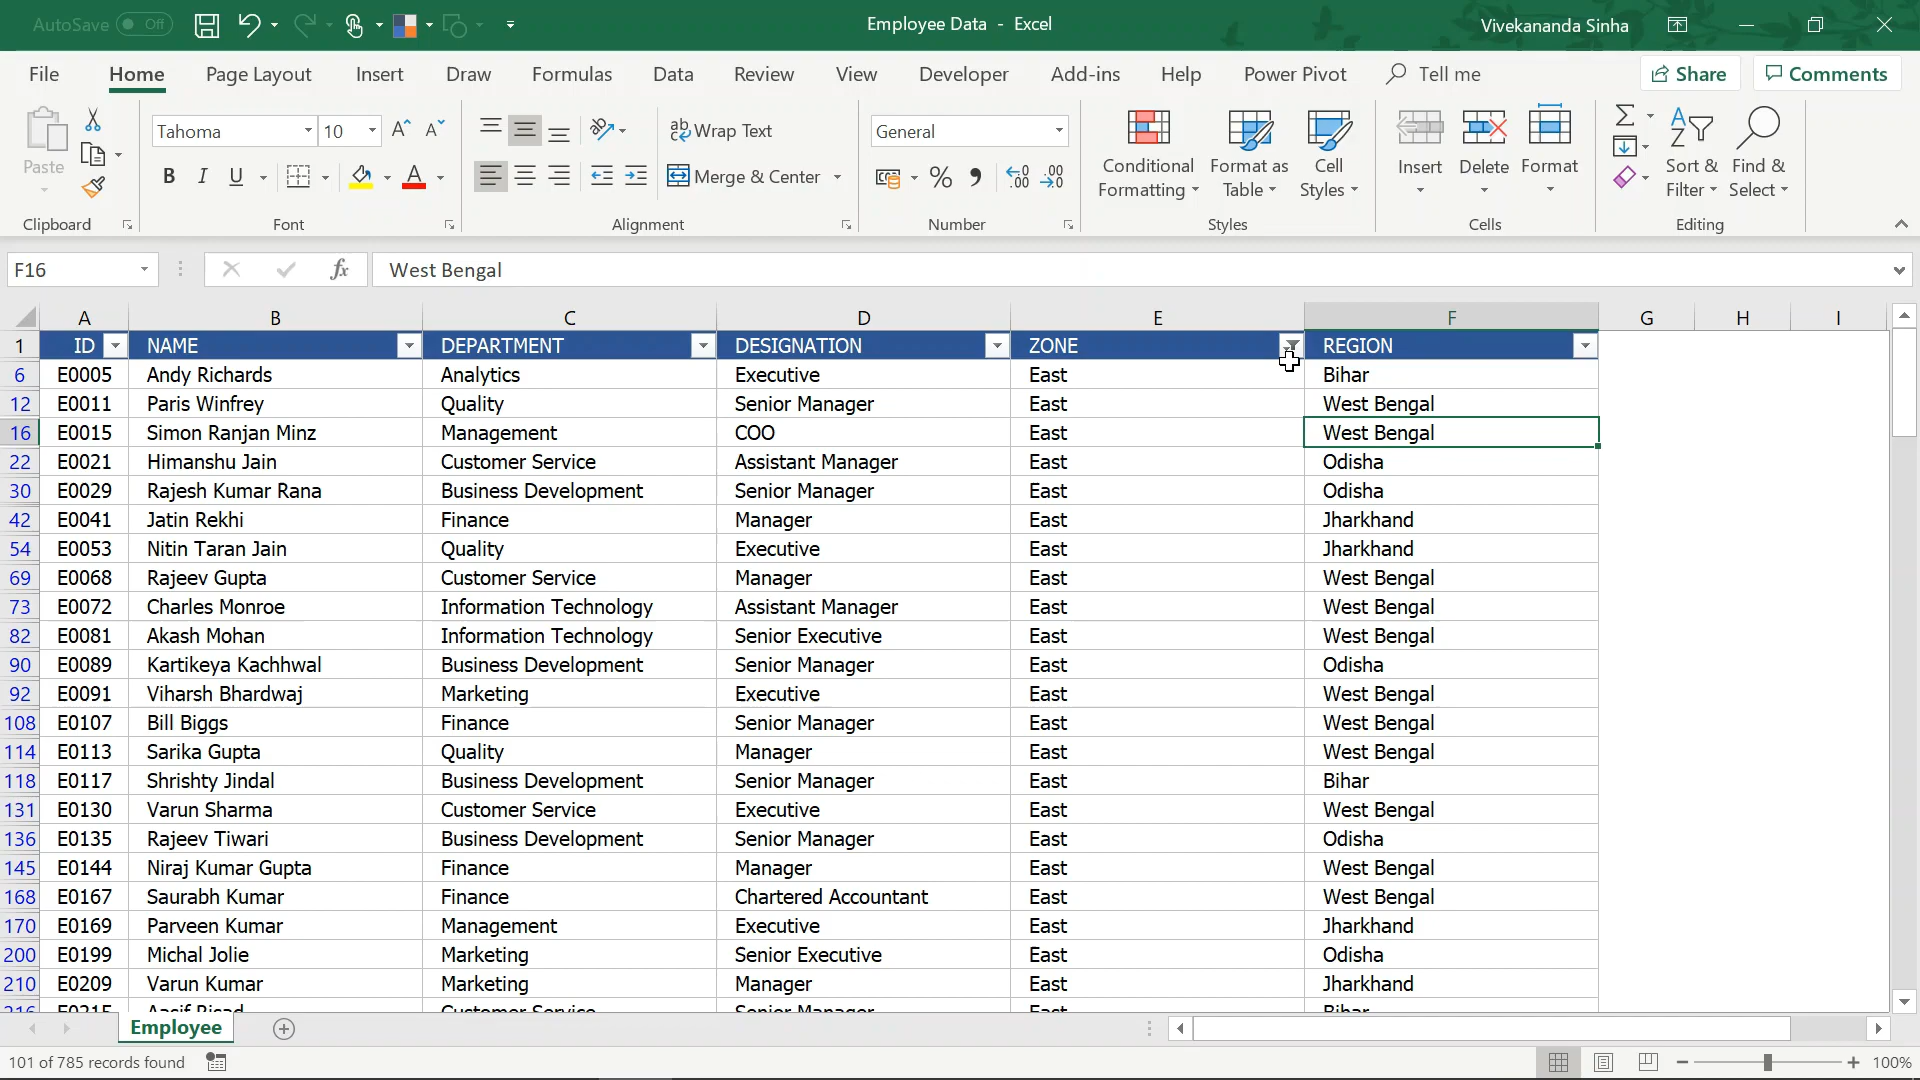 AutoSave Off
Employee Data - Excel
Vivekananda Sinha
File Home Page Layout Insert Draw Formulas Data Review View Developer Add-ins Help Power Pivot Tell me Share Comments
Tahoma 10 Wrap Text General
Paste B I U Merge & Center % Conditional Formatting Format as Table Cell Styles Insert Delete Format Sort & Filter Find & Select
Clipboard Font Alignment Number Styles Cells Editing
F16 fx West Bengal
A B C D E F G H I
1 ID NAME DEPARTMENT DESIGNATION ZONE REGION
6 E0005 Andy Richards Analytics Executive East Bihar
12 E0011 Paris Winfrey Quality Senior Manager East West Bengal
16 E0015 Simon Ranjan Minz Management COO East West Bengal
22 E0021 Himanshu Jain Customer Service Assistant Manager East Odisha
30 E0029 Rajesh Kumar Rana Business Development Senior Manager East Odisha
42 E0041 Jatin Rekhi Finance Manager East Jharkhand
54 E0053 Nitin Taran Jain Quality Executive East Jharkhand
69 E0068 Rajeev Gupta Customer Service Manager East West Bengal
73 E0072 Charles Monroe Information Technology Assistant Manager East West Bengal
82 E0081 Akash Mohan Information Technology Senior Executive East West Bengal
90 E0089 Kartikeya Kachhwal Business Development Senior Manager East Odisha
92 E0091 Viharsh Bhardwaj Marketing Executive East West Bengal
108 E0107 Bill Biggs Finance Senior Manager East West Bengal
114 E0113 Sarika Gupta Quality Manager East West Bengal
118 E0117 Shrishty Jindal Business Development Senior Manager East Bihar
131 E0130 Varun Sharma Customer Service Executive East West Bengal
136 E0135 Rajeev Tiwari Business Development Senior Manager East Odisha
145 E0144 Niraj Kumar Gupta Finance Manager East West Bengal
168 E0167 Saurabh Kumar Finance Chartered Accountant East West Bengal
170 E0169 Parveen Kumar Management Executive East Jharkhand
200 E0199 Michal Jolie Marketing Senior Executive East Odisha
210 E0209 Varun Kumar Marketing Manager East Jharkhand
216 E0215 Customer Service Senior Manager East Bihar
Employee
101 of 785 records found 100%